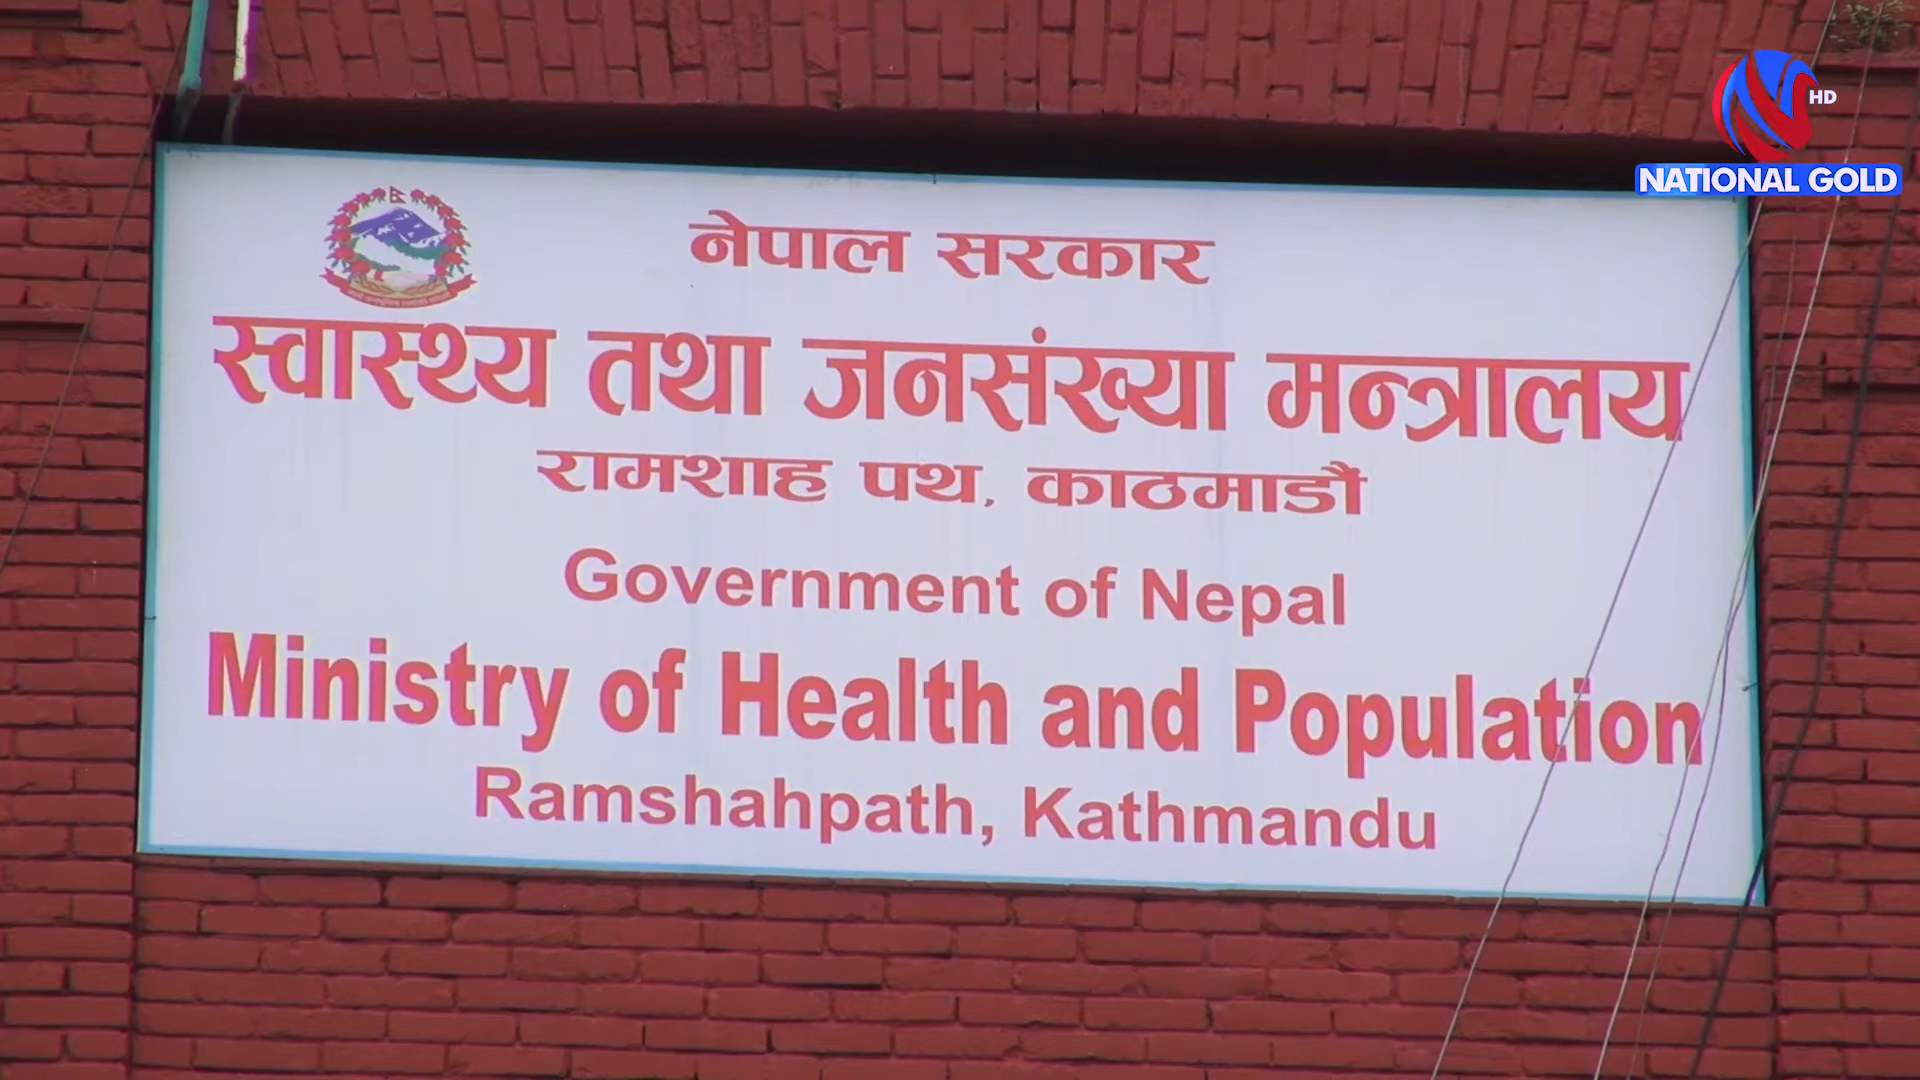 HD
NATIONAL GOLD
नेपाल सरकार
स्वास्थ्य तथा जनसंख्या मन्त्रालय
रामशाह पथ, काठमाडौं
Government of Nepal
Ministry of Health and Population
Ramshahpath, Kathmandu